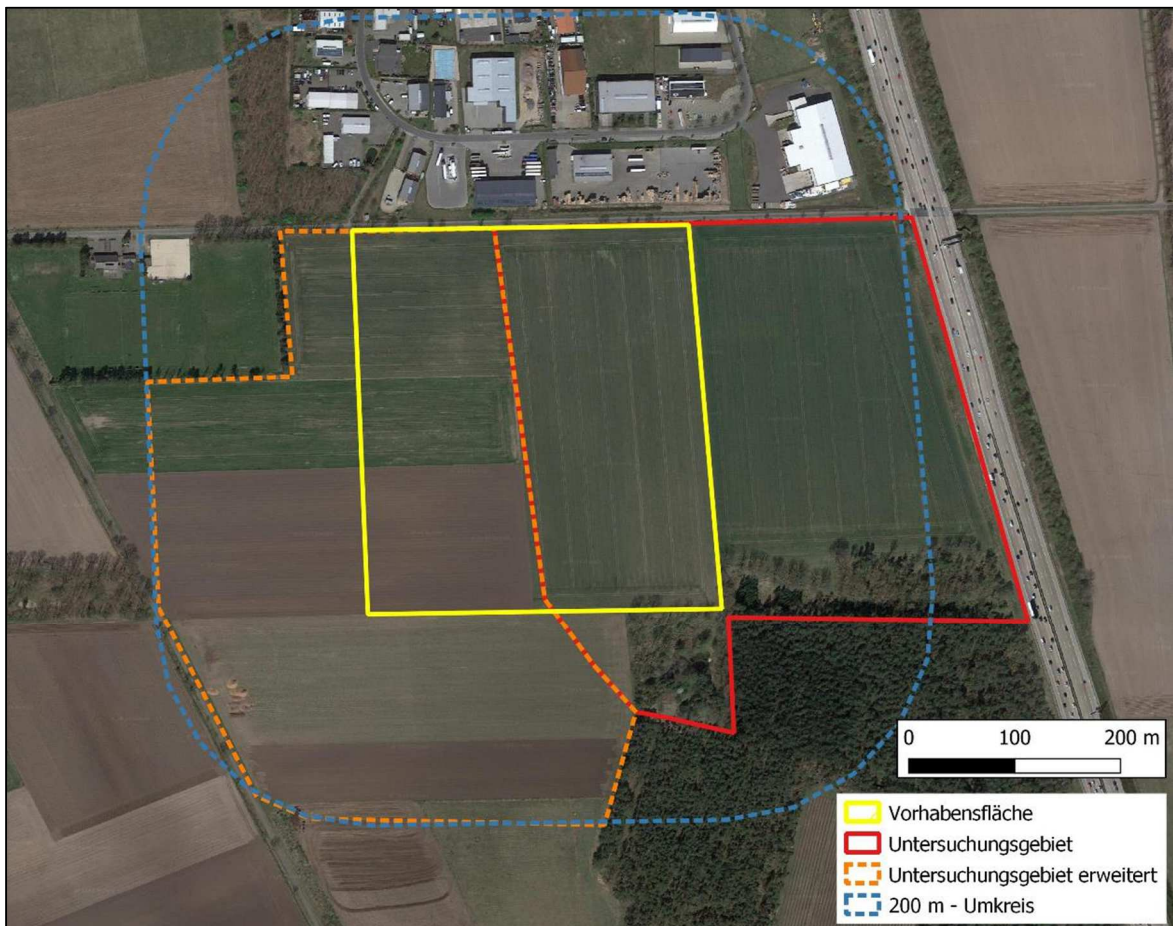 0 100 200 m
Vorhabensfläche
Untersuchungsgebiet
Untersuchungsgebiet erweitert
200 m - Umkreis